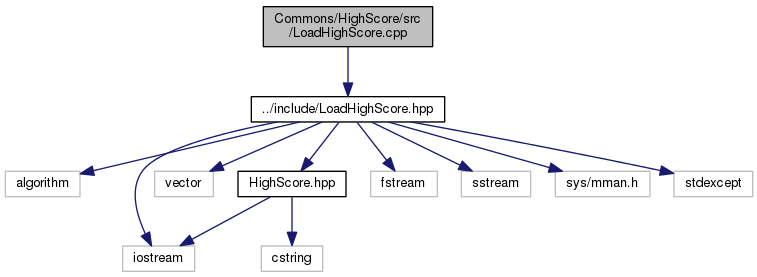 Commons/HighScore/src
/LoadHighScore.cpp
../include/LoadHighScore.hpp
algorithm
vector
HighScore.hpp
fstream
sstream
sys/mman.h
stdexcept
iostream
cstring